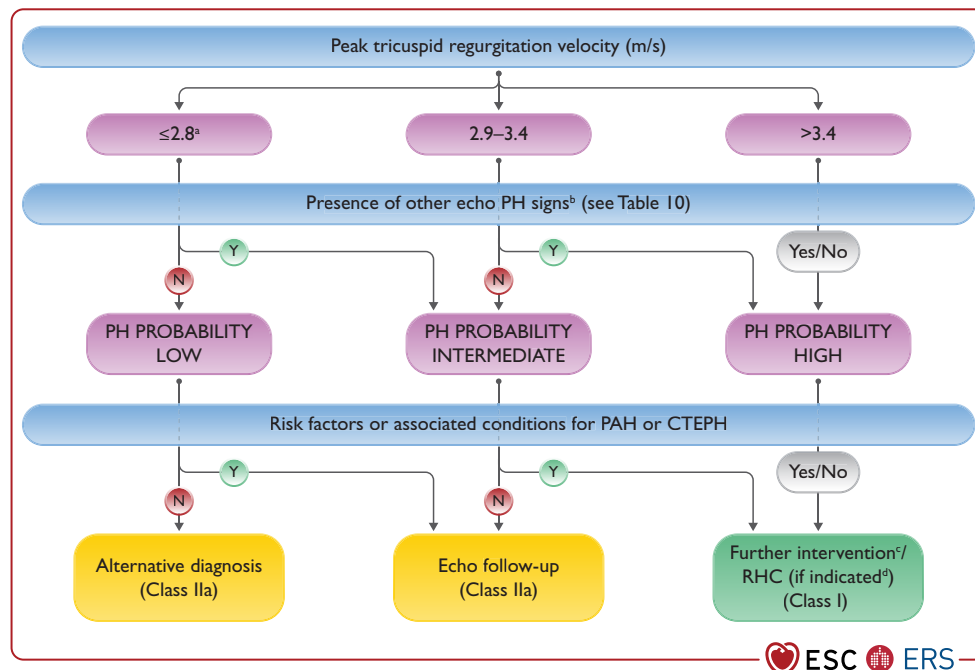 Peak tricuspid regurgitation velocity (m/s)
≤2.8ᵃ
2.9–3.4
>3.4
Presence of other echo PH signsᵇ (see Table 10)
Y
Y
Yes/No
N
N
PH PROBABILITY
LOW
PH PROBABILITY
INTERMEDIATE
PH PROBABILITY
HIGH
Risk factors or associated conditions for PAH or CTEPH
Y
Y
Yes/No
N
N
Alternative diagnosis
(Class IIa)
Echo follow-up
(Class IIa)
Further interventionᶜ/
RHC (if indicatedᵈ)
(Class I)
ESC ERS